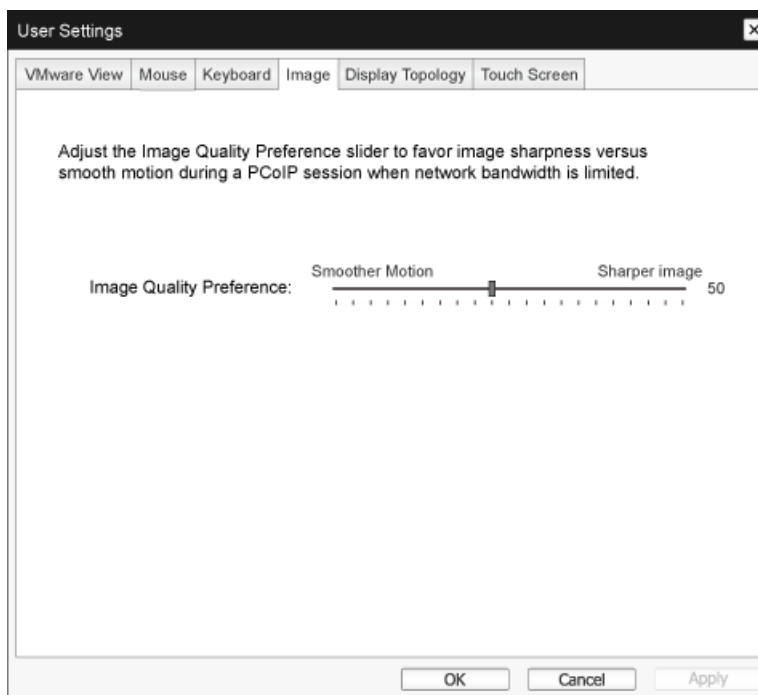 User Settings
VMware View Mouse Keyboard Image Display Topology Touch Screen
Adjust the Image Quality Preference slider to favor image sharpness versus
smooth motion during a PCoIP session when network bandwidth is limited.
Smoother Motion Sharper image
Image Quality Preference: 50
OK Cancel Apply